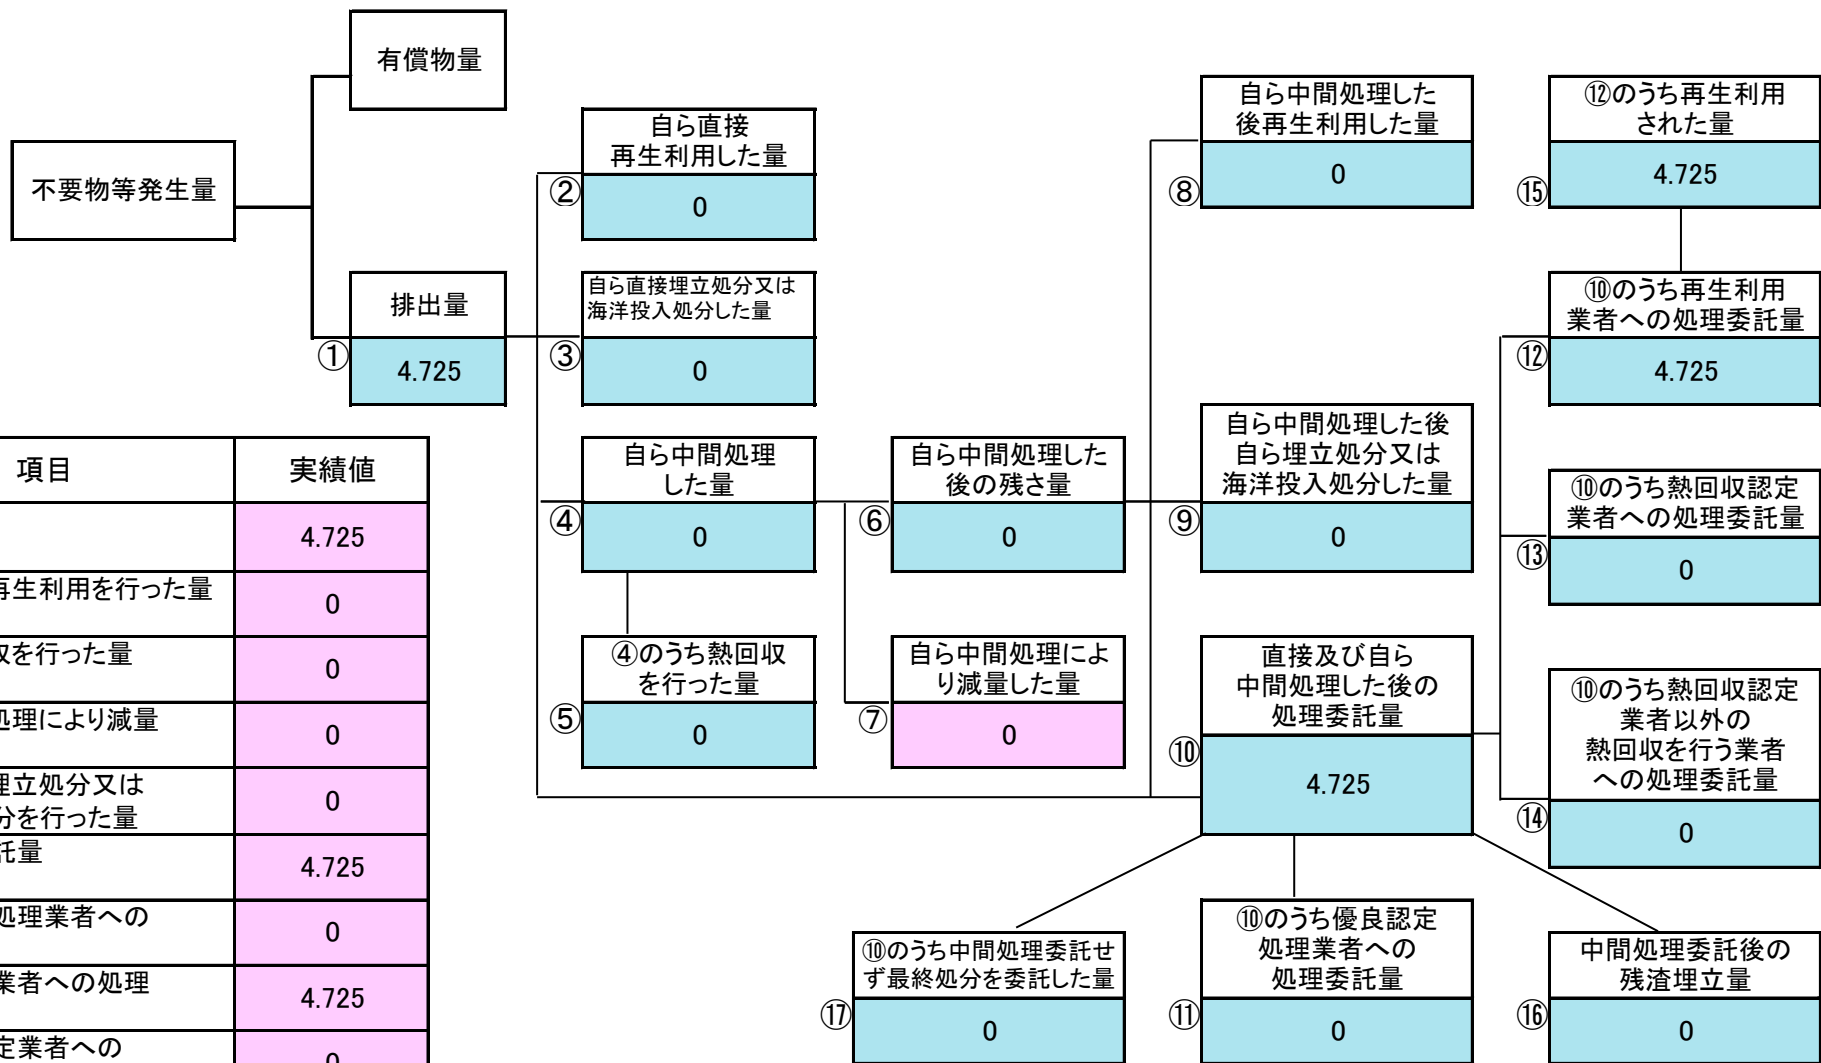 有償物量
不要物等発生量
排出量
①
4.725
自ら直接
再生利用した量
②
0
自ら直接埋立処分又は
海洋投入処分した量
③
0
自ら中間処理
した量
④
0
④のうち熱回収
を行った量
⑤
0
自ら中間処理した
後の残さ量
⑥
0
自ら中間処理によ
り減量した量
⑦
0
自ら中間処理した
後再生利用した量
⑧
0
自ら中間処理した後
自ら埋立処分又は
海洋投入処分した量
⑨
0
直接及び自ら
中間処理した後の
処理委託量
⑩
4.725
⑫のうち再生利用
された量
⑮
4.725
⑩のうち再生利用
業者への処理委託量
⑫
4.725
⑩のうち熱回収認定
業者への処理委託量
⑬
0
⑩のうち熱回収認定
業者以外の
熱回収を行う業者
への処理委託量
⑭
0
⑩のうち中間処理委託せ
ず最終処分を委託した量
⑰
0
⑩のうち優良認定
処理業者への
処理委託量
⑪
0
中間処理委託後の
残渣埋立量
⑯
0
項目 実績値
4.725
再生利用を行った量 0
を行った量 0
処理により減量 0
埋立処分又は
分を行った量 0
託量 4.725
処理業者への 0
業者への処理 4.725
定業者への 0